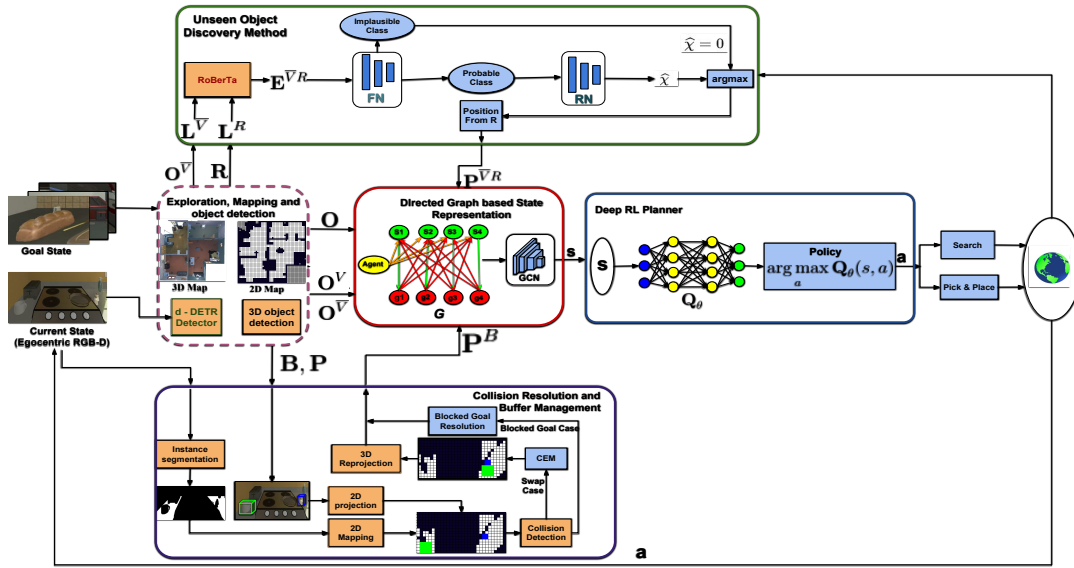 Unseen Object
Discovery Method
Implausible
Class
χ̂ = 0
RoBerTa
E^V̅R
FN
Probable
Class
RN
χ̂
argmax
Position
From R
L^V̅
L^R
O^V̅
R
P^V̅R
Goal State
Exploration, Mapping and
object detection
3D Map
2D Map
d - DETR
Detector
3D object
detection
O
O^V
O^V̅
Directed Graph based State
Representation
S1
S2
S3
S4
Agent
g1
g2
g3
g4
G
GCN
s
Deep RL Planner
S
Q_θ
Policy
arg max Q_θ(s, a)
a
a
Search
Pick & Place
Current State
(Egocentric RGB-D)
B, P
P^B
Collision Resolution and
Buffer Management
Blocked Goal
Resolution
Blocked Goal Case
Instance
segmentation
3D
Reprojection
CEM
Swap
Case
2D
projection
2D
Mapping
Collision
Detection
a